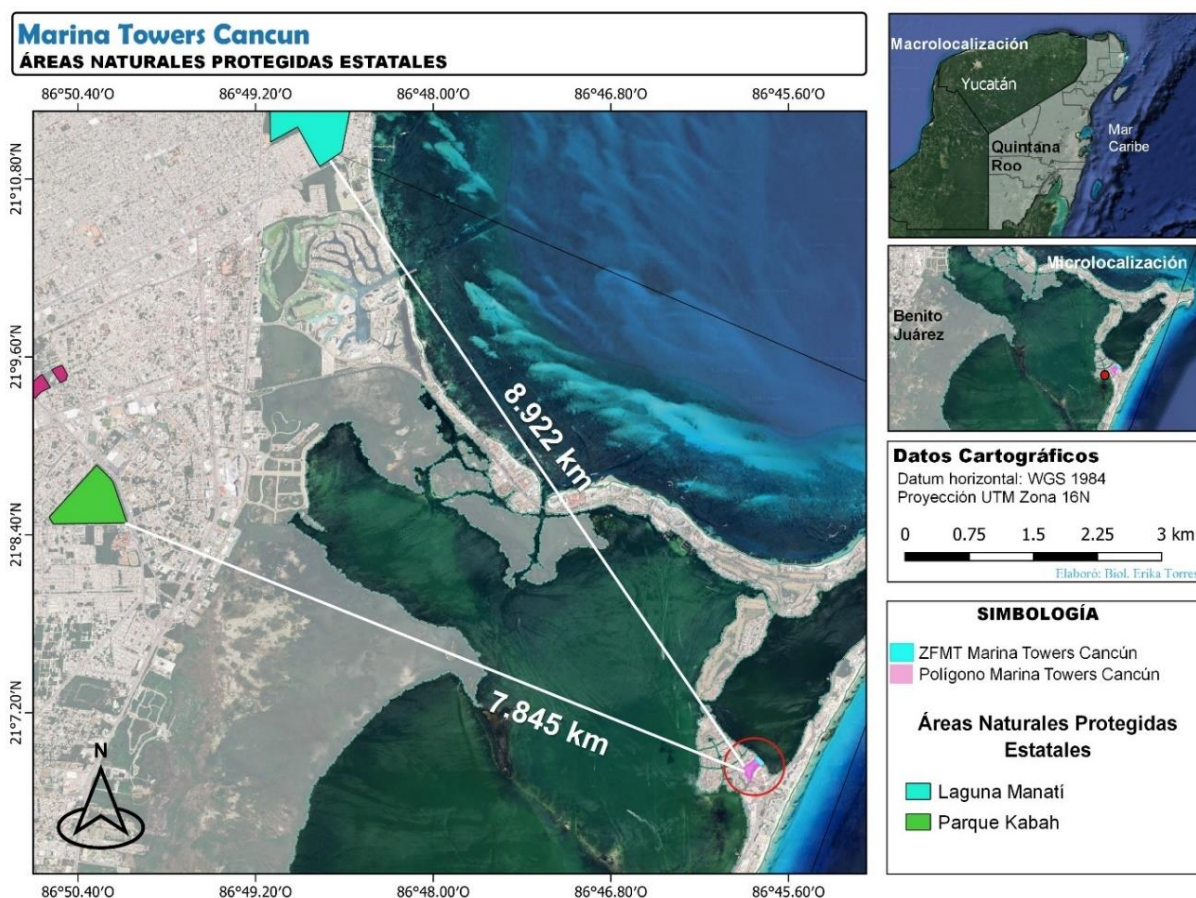 Marina Towers Cancun
ÁREAS NATURALES PROTEGIDAS ESTATALES
86°50.40'O 86°49.20'O 86°48.00'O 86°46.80'O 86°45.60'O
21°10.80'N
21°9.60'N
21°8.40'N
21°7.20'N
8.922 km
7.845 km
N
86°50.40'O 86°49.20'O 86°48.00'O 86°46.80'O 86°45.60'O
Macrolocalización
Yucatán
Mar
Caribe
Quintana
Roo
Microlocalización
Benito
Juárez
Datos Cartográficos
Datum horizontal: WGS 1984
Proyección UTM Zona 16N
0 0.75 1.5 2.25 3 km
Elaboró: Biol. Erika Torres
SIMBOLOGÍA
ZFMT Marina Towers Cancún
Polígono Marina Towers Cancún
Áreas Naturales Protegidas
Estatales
Laguna Manatí
Parque Kabah